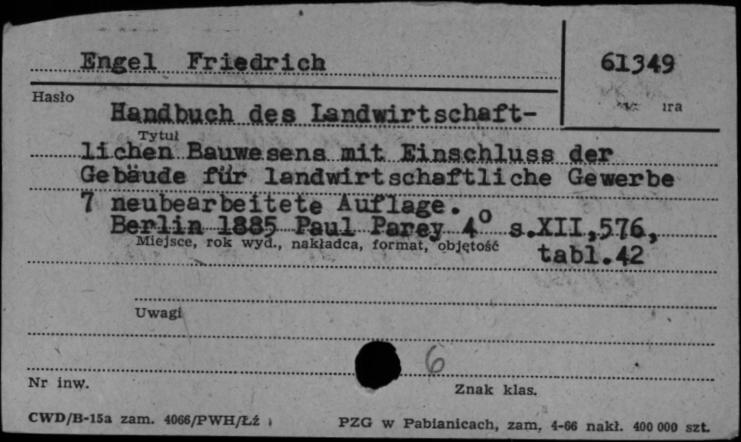 Engel Friedrich
61349
Hasło
Handbuch des Landwirtschaft-
Tytuł
lichen Bauwesens mit Einschluss der
Gebäude für landwirtschaftliche Gewerbe
7 neubearbeitete Auflage.
Berlin 1885 Paul Parey 4° s.XII,576,
Miejsce, rok wyd., nakładca, format, objętość
tabl.42
Uwagi
6
Nr inw.
Znak klas.
CWD/B-15a zam. 4066/PWH/Łź
PZG w Pabianicach, zam. 4-66 nakł. 400 000 szt.